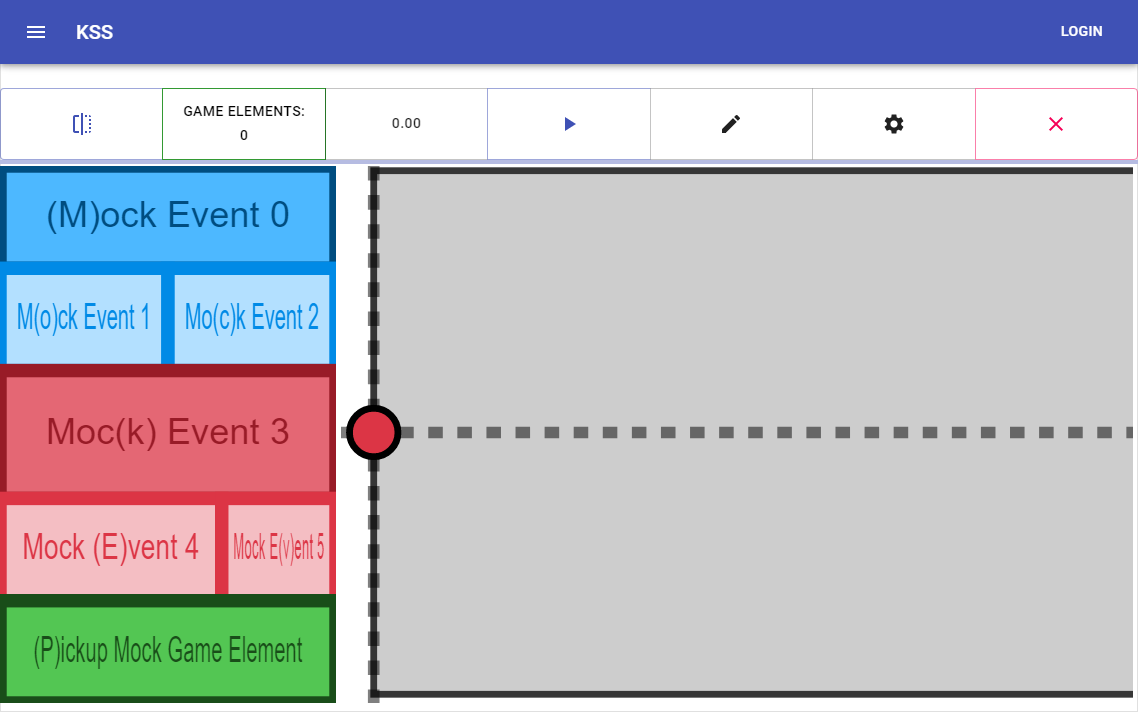 KSS
LOGIN
GAME ELEMENTS:
0
0.00
(M)ock Event 0
M(o)ck Event 1
Mo(c)k Event 2
Moc(k) Event 3
Mock (E)vent 4
Mock E(v)ent 5
(P)ickup Mock Game Element